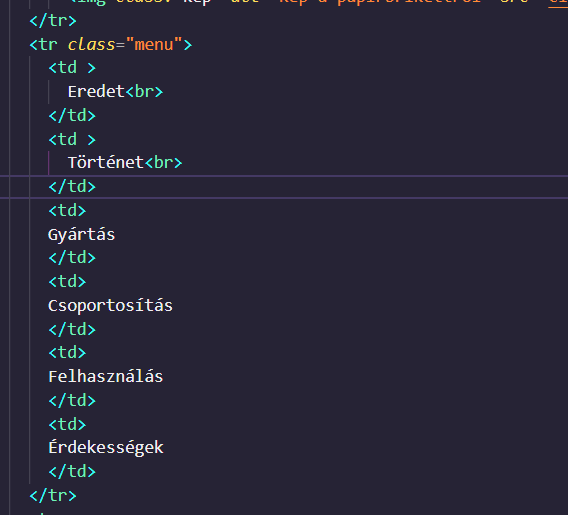 </tr>
<tr class="menu">
<td >
Eredet<br>
</td>
<td >
Történet<br>
</td>
<td>
Gyártás
</td>
<td>
Csoportosítás
</td>
<td>
Felhasználás
</td>
<td>
Érdekességek
</td>
</tr>